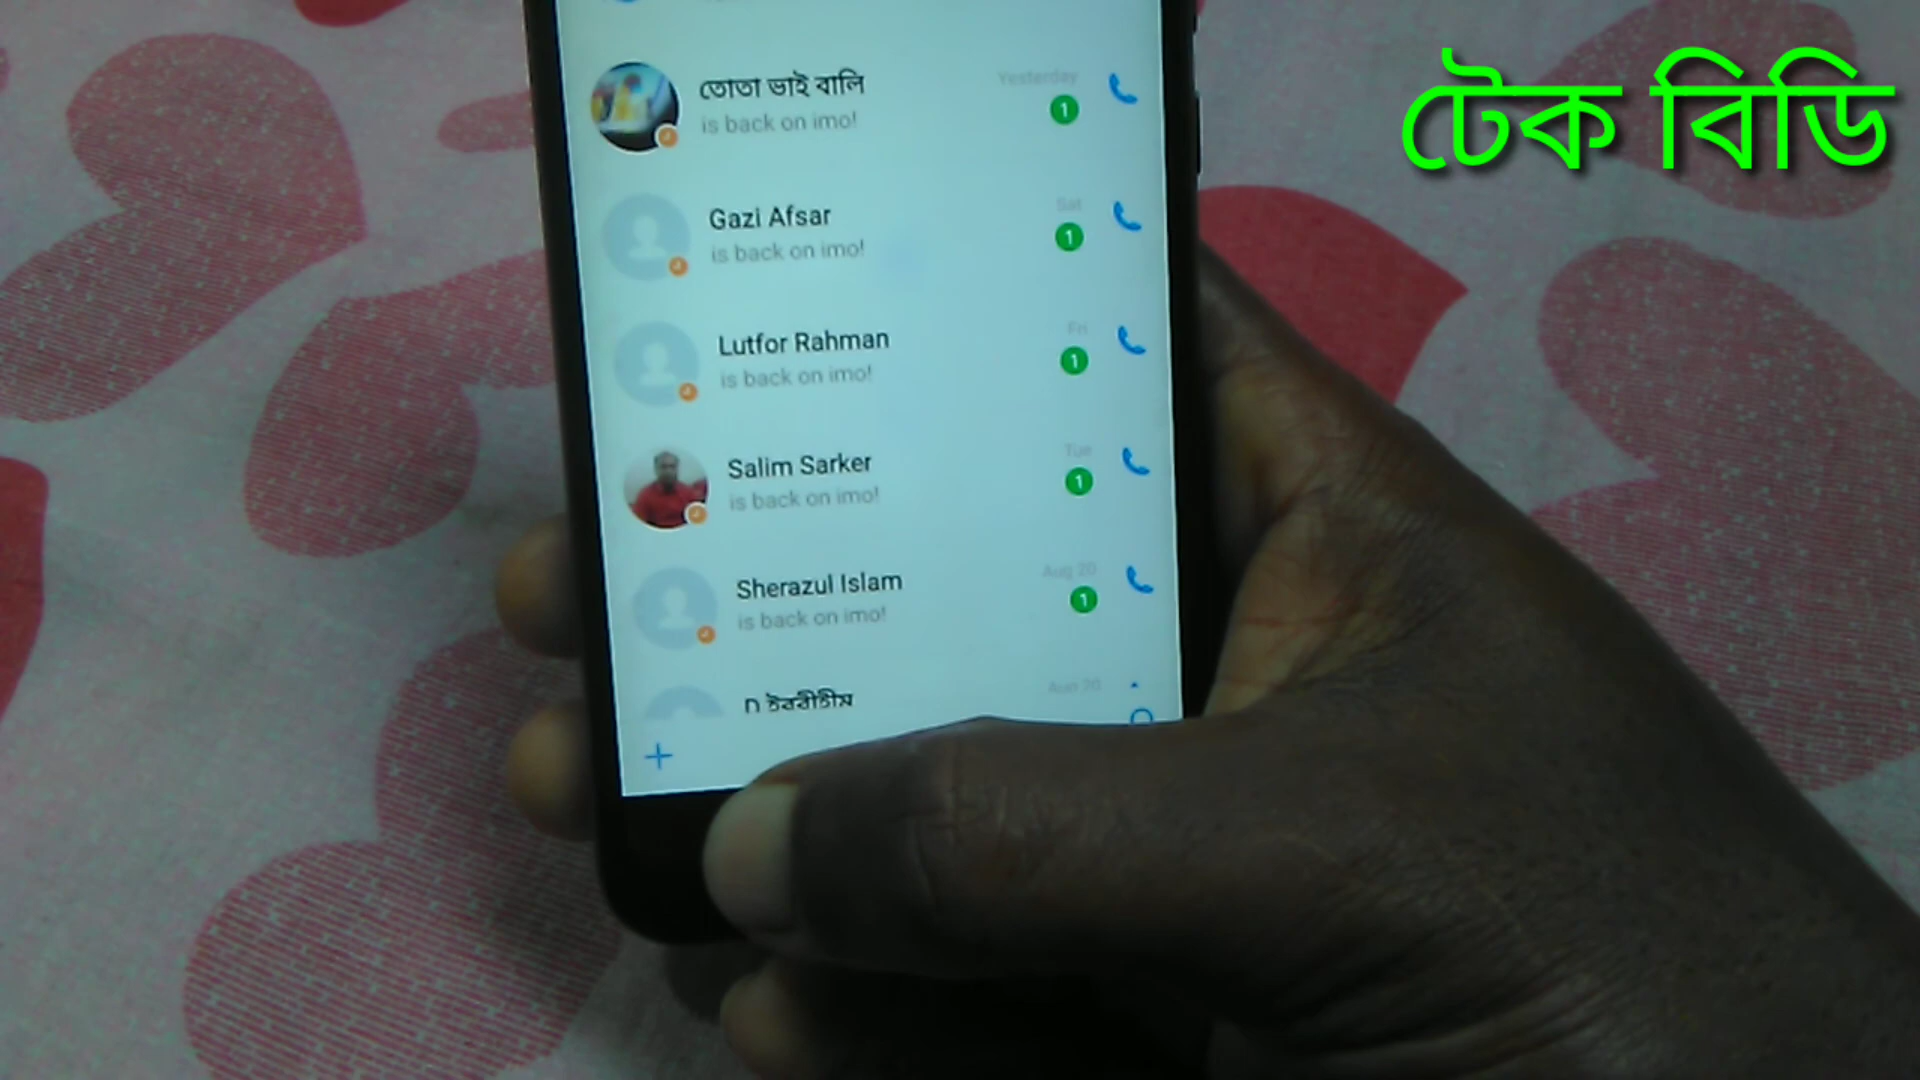 টেক বিডি
তোতা ভাই বালি
Yesterday
is back on imo!
1
Gazi Afsar
Sat
is back on imo!
1
Lutfor Rahman
Fri
is back on imo!
1
Salim Sarker
Tue
is back on imo!
1
Sherazul Islam
Aug 20
is back on imo!
1
Aug 20